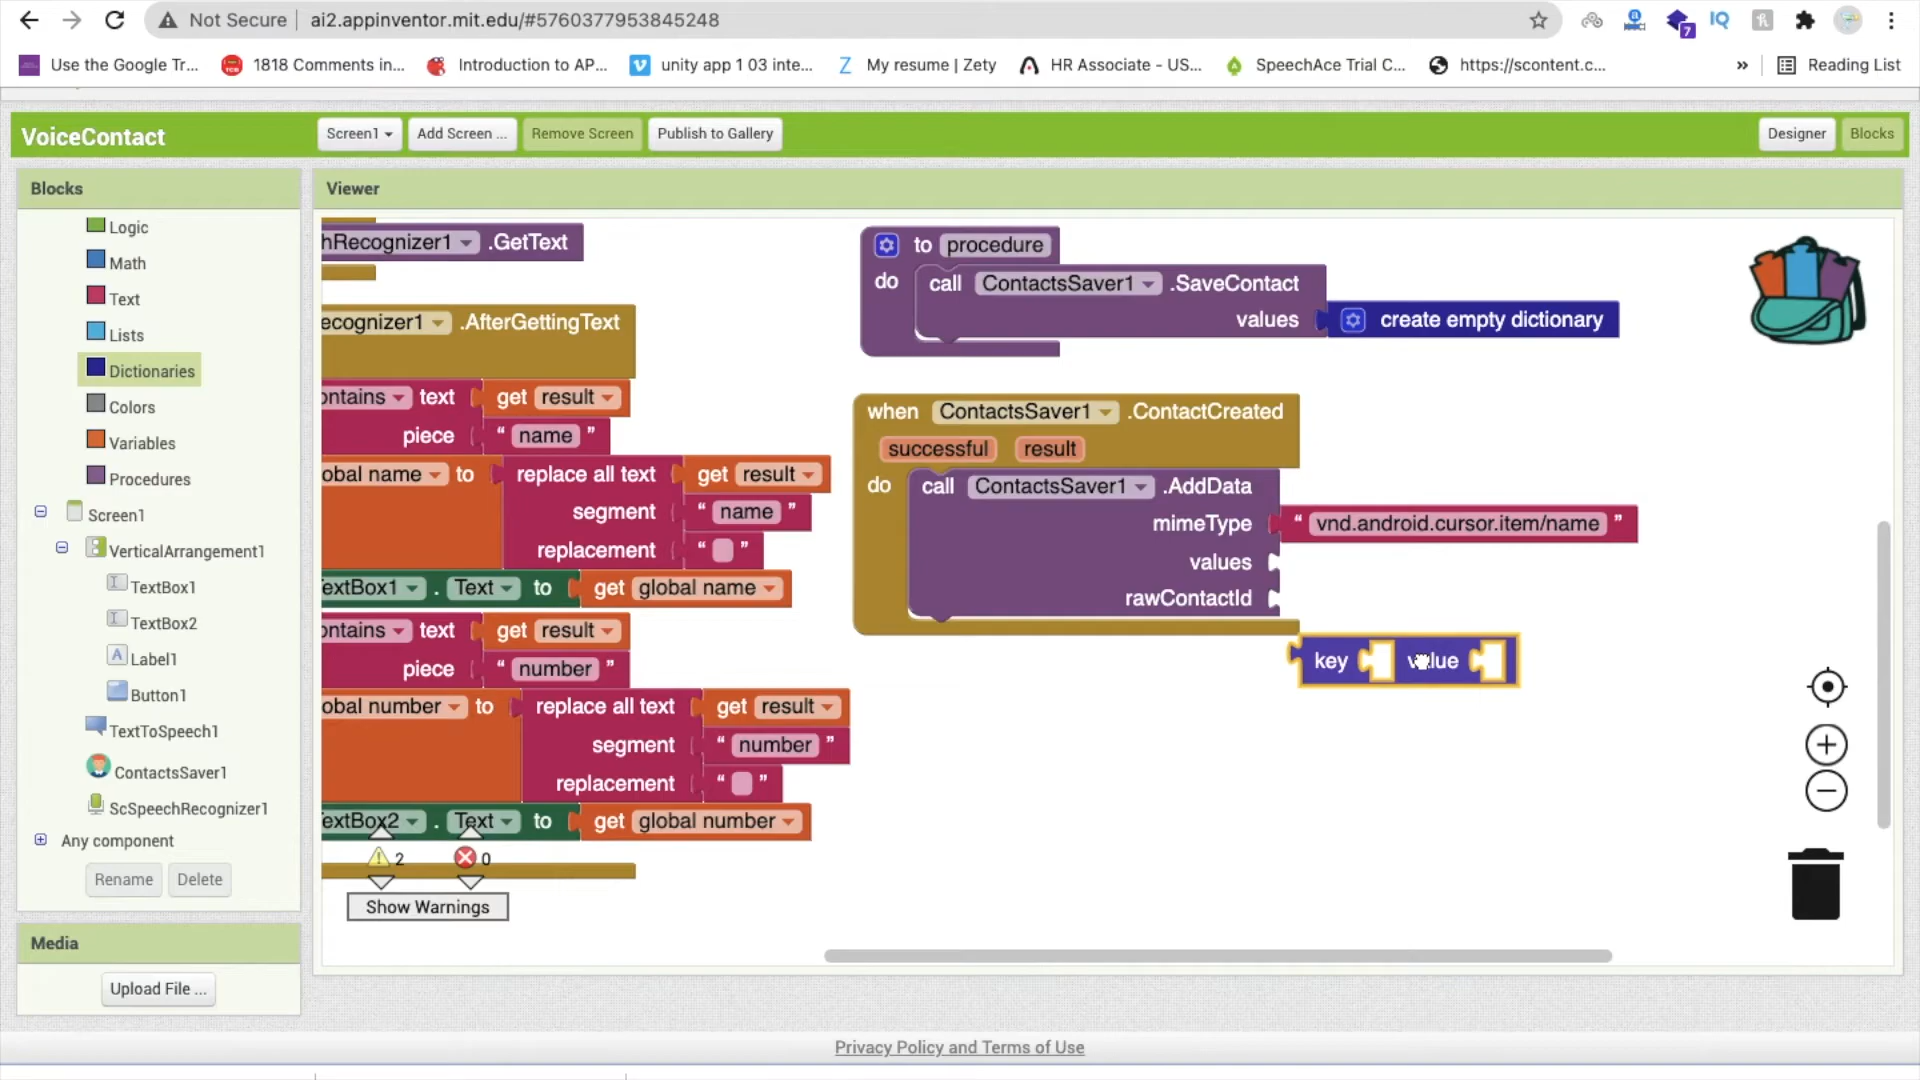 Not Secure
ai2.appinventor.mit.edu/#5760377953845248
7
IQ
Use the Google Tr...
1818 Comments in...
Introduction to AP...
unity app 1 03 inte...
My resume | Zety
HR Associate - US...
SpeechAce Trial C...
https://scontent.c...
»
Reading List
VoiceContact
Screen1
Add Screen ...
Remove Screen
Publish to Gallery
Designer
Blocks
Blocks
Logic
Math
Text
Lists
Dictionaries
Colors
Variables
Procedures
Screen1
VerticalArrangement1
TextBox1
TextBox2
Label1
Button1
TextToSpeech1
ContactsSaver1
ScSpeechRecognizer1
Any component
Rename
Delete
Media
Upload File ...
Viewer
hRecognizer1 .GetText
ecognizer1 .AfterGettingText
ontains text get result
piece “ name ”
obal name to replace all text get result
segment “ name ”
replacement “ ”
extBox1 . Text to get global name
ontains text get result
piece “ number ”
obal number to replace all text get result
segment “ number ”
replacement “ ”
extBox2 . Text to get global number
2
0
Show Warnings
to procedure
do call ContactsSaver1 .SaveContact
values create empty dictionary
when ContactsSaver1 .ContactCreated
successful result
do call ContactsSaver1 .AddData
mimeType “ vnd.android.cursor.item/name ”
values
rawContactId
key value
Privacy Policy and Terms of Use